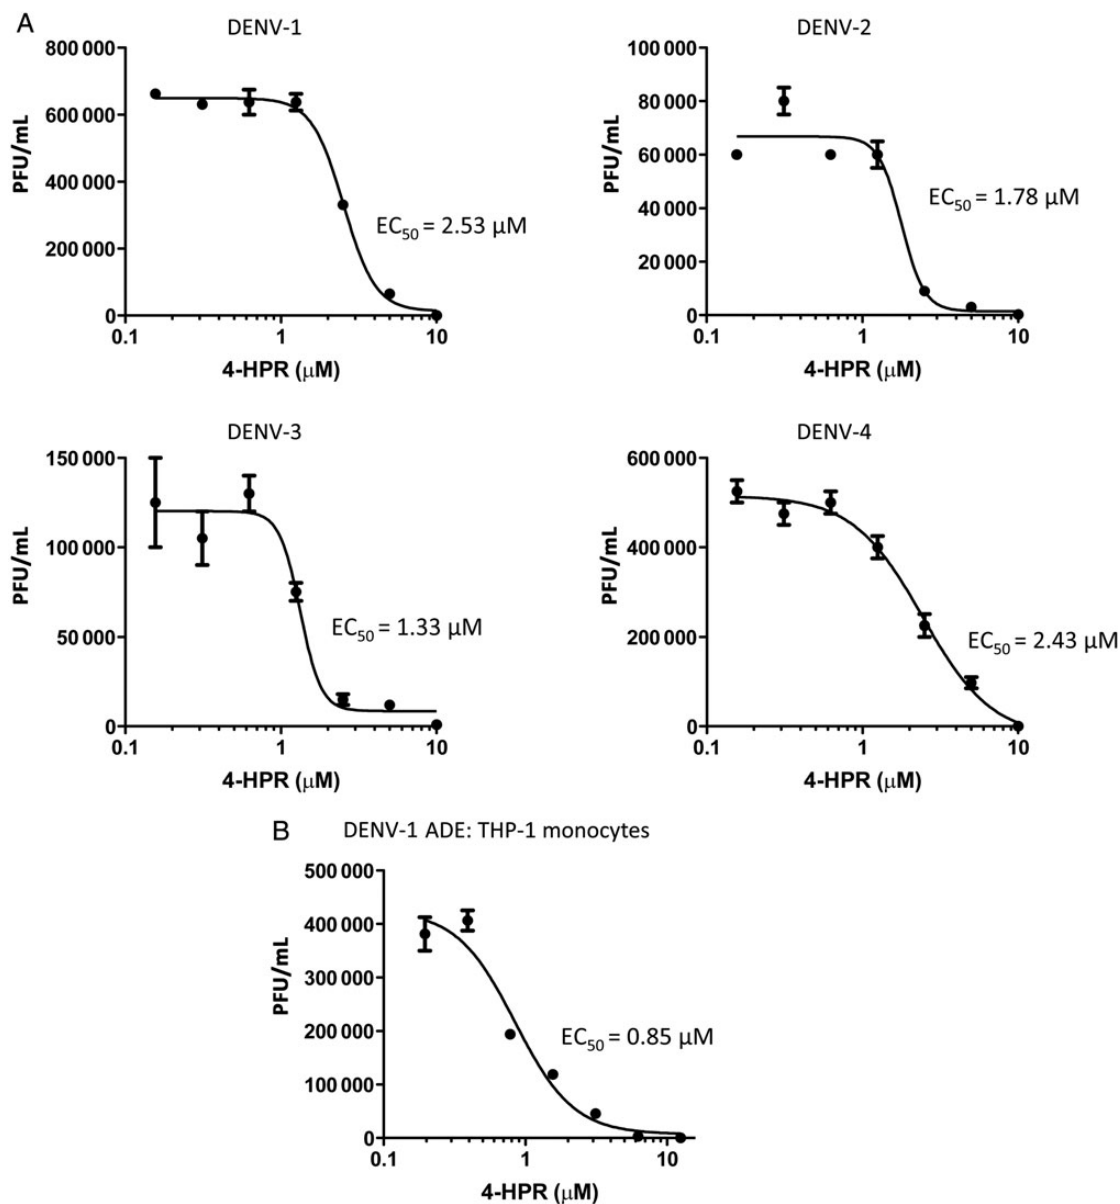 A
DENV-1
800 000
600 000
400 000
200 000
0
PFU/mL
EC50 = 2.53 µM
0.1 1 10
4-HPR (µM)
DENV-2
100 000
80 000
60 000
40 000
20 000
0
PFU/mL
EC50 = 1.78 µM
0.1 1 10
4-HPR (µM)
DENV-3
150 000
100 000
50 000
0
PFU/mL
EC50 = 1.33 µM
0.1 1 10
4-HPR (µM)
DENV-4
600 000
400 000
200 000
0
PFU/mL
EC50 = 2.43 µM
0.1 1 10
4-HPR (µM)
B DENV-1 ADE: THP-1 monocytes
500 000
400 000
300 000
200 000
100 000
0
PFU/mL
EC50 = 0.85 µM
0.1 1 10
4-HPR (µM)